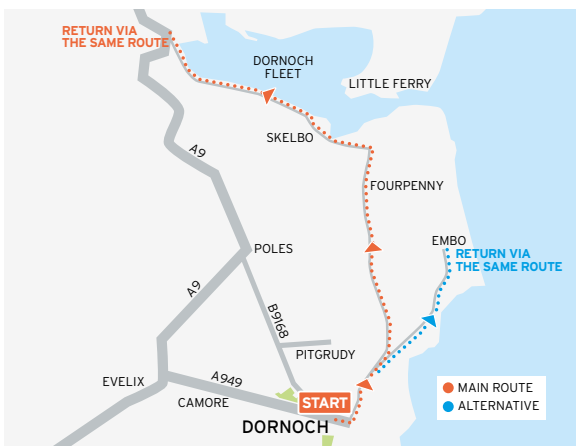 RETURN VIA
THE SAME ROUTE
DORNOCH
FLEET
LITTLE FERRY
SKELBO
A9
FOURPENNY
POLES
EMBO
RETURN VIA
THE SAME ROUTE
A9
B9168
PITGRUDY
EVELIX
A949
CAMORE
START
DORNOCH
MAIN ROUTE
ALTERNATIVE